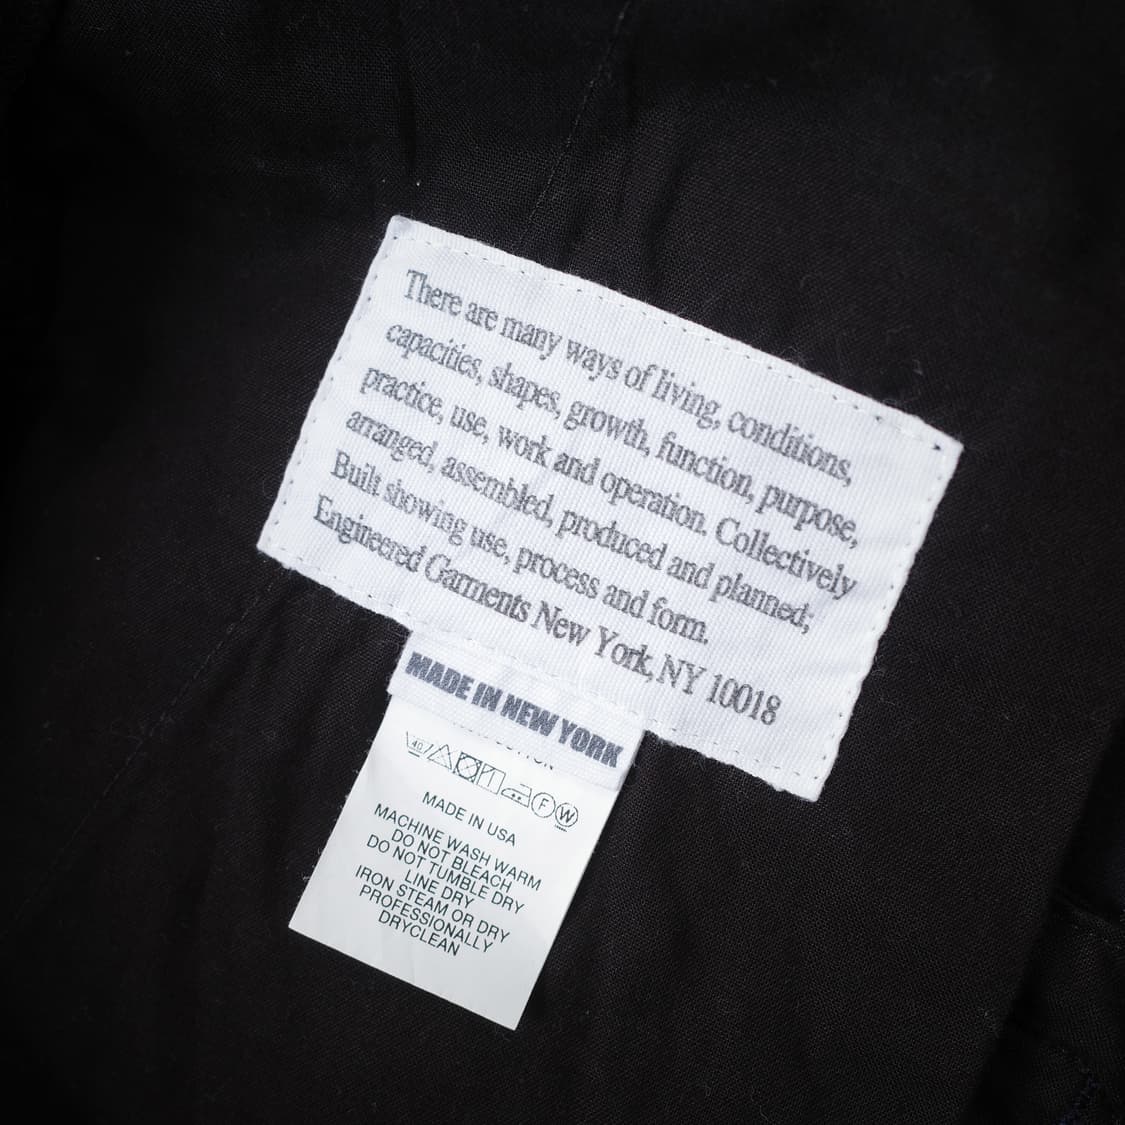 There are many ways of living, conditions,
capacities, shapes, growth, function, purpose,
practice, use, work and operation. Collectively
arranged, assembled, produced and planned;
Built showing use, process and form.
Engineered Garments New York, NY 10018
MADE IN NEW YORK
40 F W
MADE IN USA
MACHINE WASH WARM
DO NOT BLEACH
DO NOT TUMBLE DRY
LINE DRY
IRON STEAM OR DRY
PROFESSIONALLY
DRYCLEAN